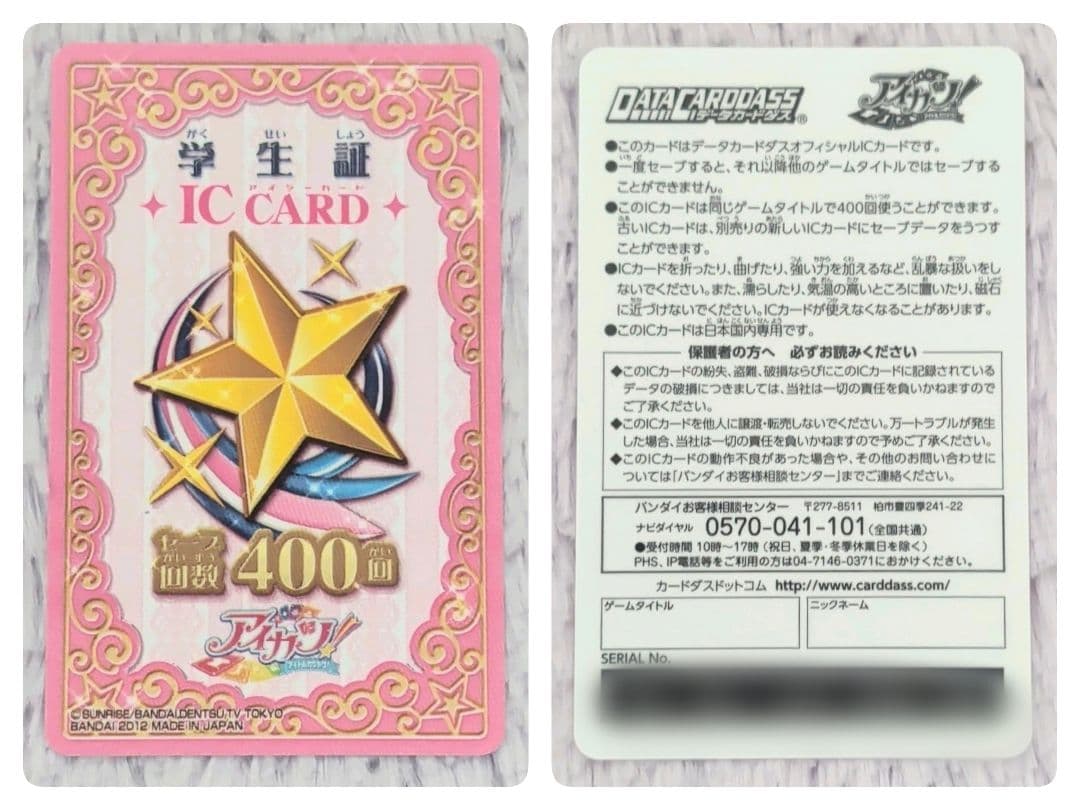 学生証
がく せい しょう
IC CARD
アイシーカード
セーブ
回数
かいすう
400回
かい
アイカツ!
アイドルカツドウ!
©SUNRISE/BANDAI,DENTSU,TV TOKYO
BANDAI 2012 MADE IN JAPAN
DATA CARDDASS
データカードダス®
アイカツ!
アイドルカツドウ!
●このカードはデータカードダスオフィシャルICカードです。
●一度セーブすると、それ以降他のゲームタイトルではセーブする
ことができません。
●このICカードは同じゲームタイトルで400回使うことができます。
古いICカードは、別売りの新しいICカードにセーブデータをうつす
ことができます。
●ICカードを折ったり、曲げたり、強い力を加えるなど、乱暴な扱いをし
ないでください。また、濡らしたり、気温の高いところに置いたり、磁石
に近づけないでください。ICカードが使えなくなることがあります。
●このICカードは日本国内専用です。
保護者の方へ 必ずお読みください
◆このICカードの紛失、盗難、破損ならびにこのICカードに記録されている
データの破損につきましては、当社は一切の責任を負いかねますので
ご了承ください。
◆このICカードを他人に譲渡・転売しないでください。万一トラブルが発生
した場合、当社は一切の責任を負いかねますので予めご了承ください。
◆このICカードの動作不良があった場合や、その他のお問い合わせに
ついては「バンダイお客様相談センター」までご連絡ください。
バンダイお客様相談センター 〒277-8511 柏市豊四季241-22
ナビダイヤル 0570-041-101(全国共通)
●受付時間 10時~17時(祝日、夏季・冬季休業日を除く)
PHS、IP電話等をご利用の方は04-7146-0371におかけください。
カードダスドットコム http://www.carddass.com/
ゲームタイトル
ニックネーム
SERIAL No.